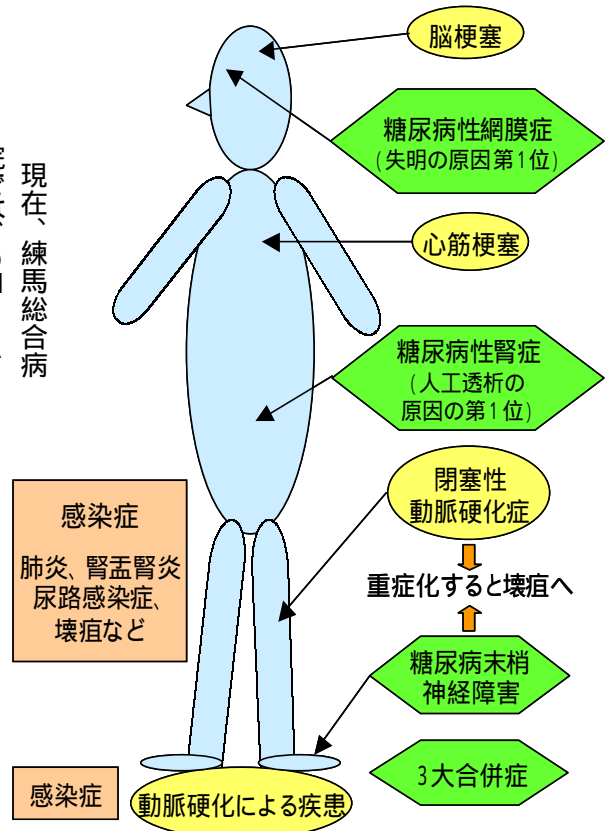 脳梗塞
糖尿病性網膜症
(失明の原因第1位)
心筋梗塞
糖尿病性腎症
(人工透析の
原因の第1位)
閉塞性
動脈硬化症
重症化すると壊疽へ
糖尿病末梢
神経障害
3大合併症
感染症
肺炎、腎盂腎炎
尿路感染症、
壊疽など
感染症
動脈硬化による疾患
現在、練馬総合病